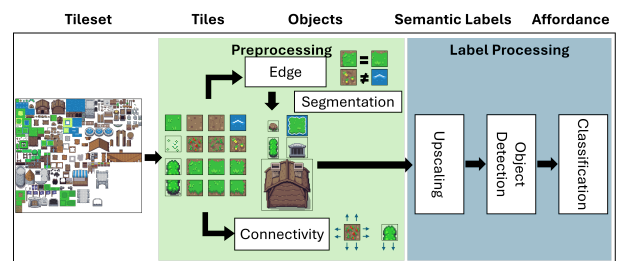 Tileset Tiles Objects Semantic Labels Affordance
Preprocessing Label Processing
Edge
Segmentation
Connectivity
Upscaling
Object
Detection
Classification